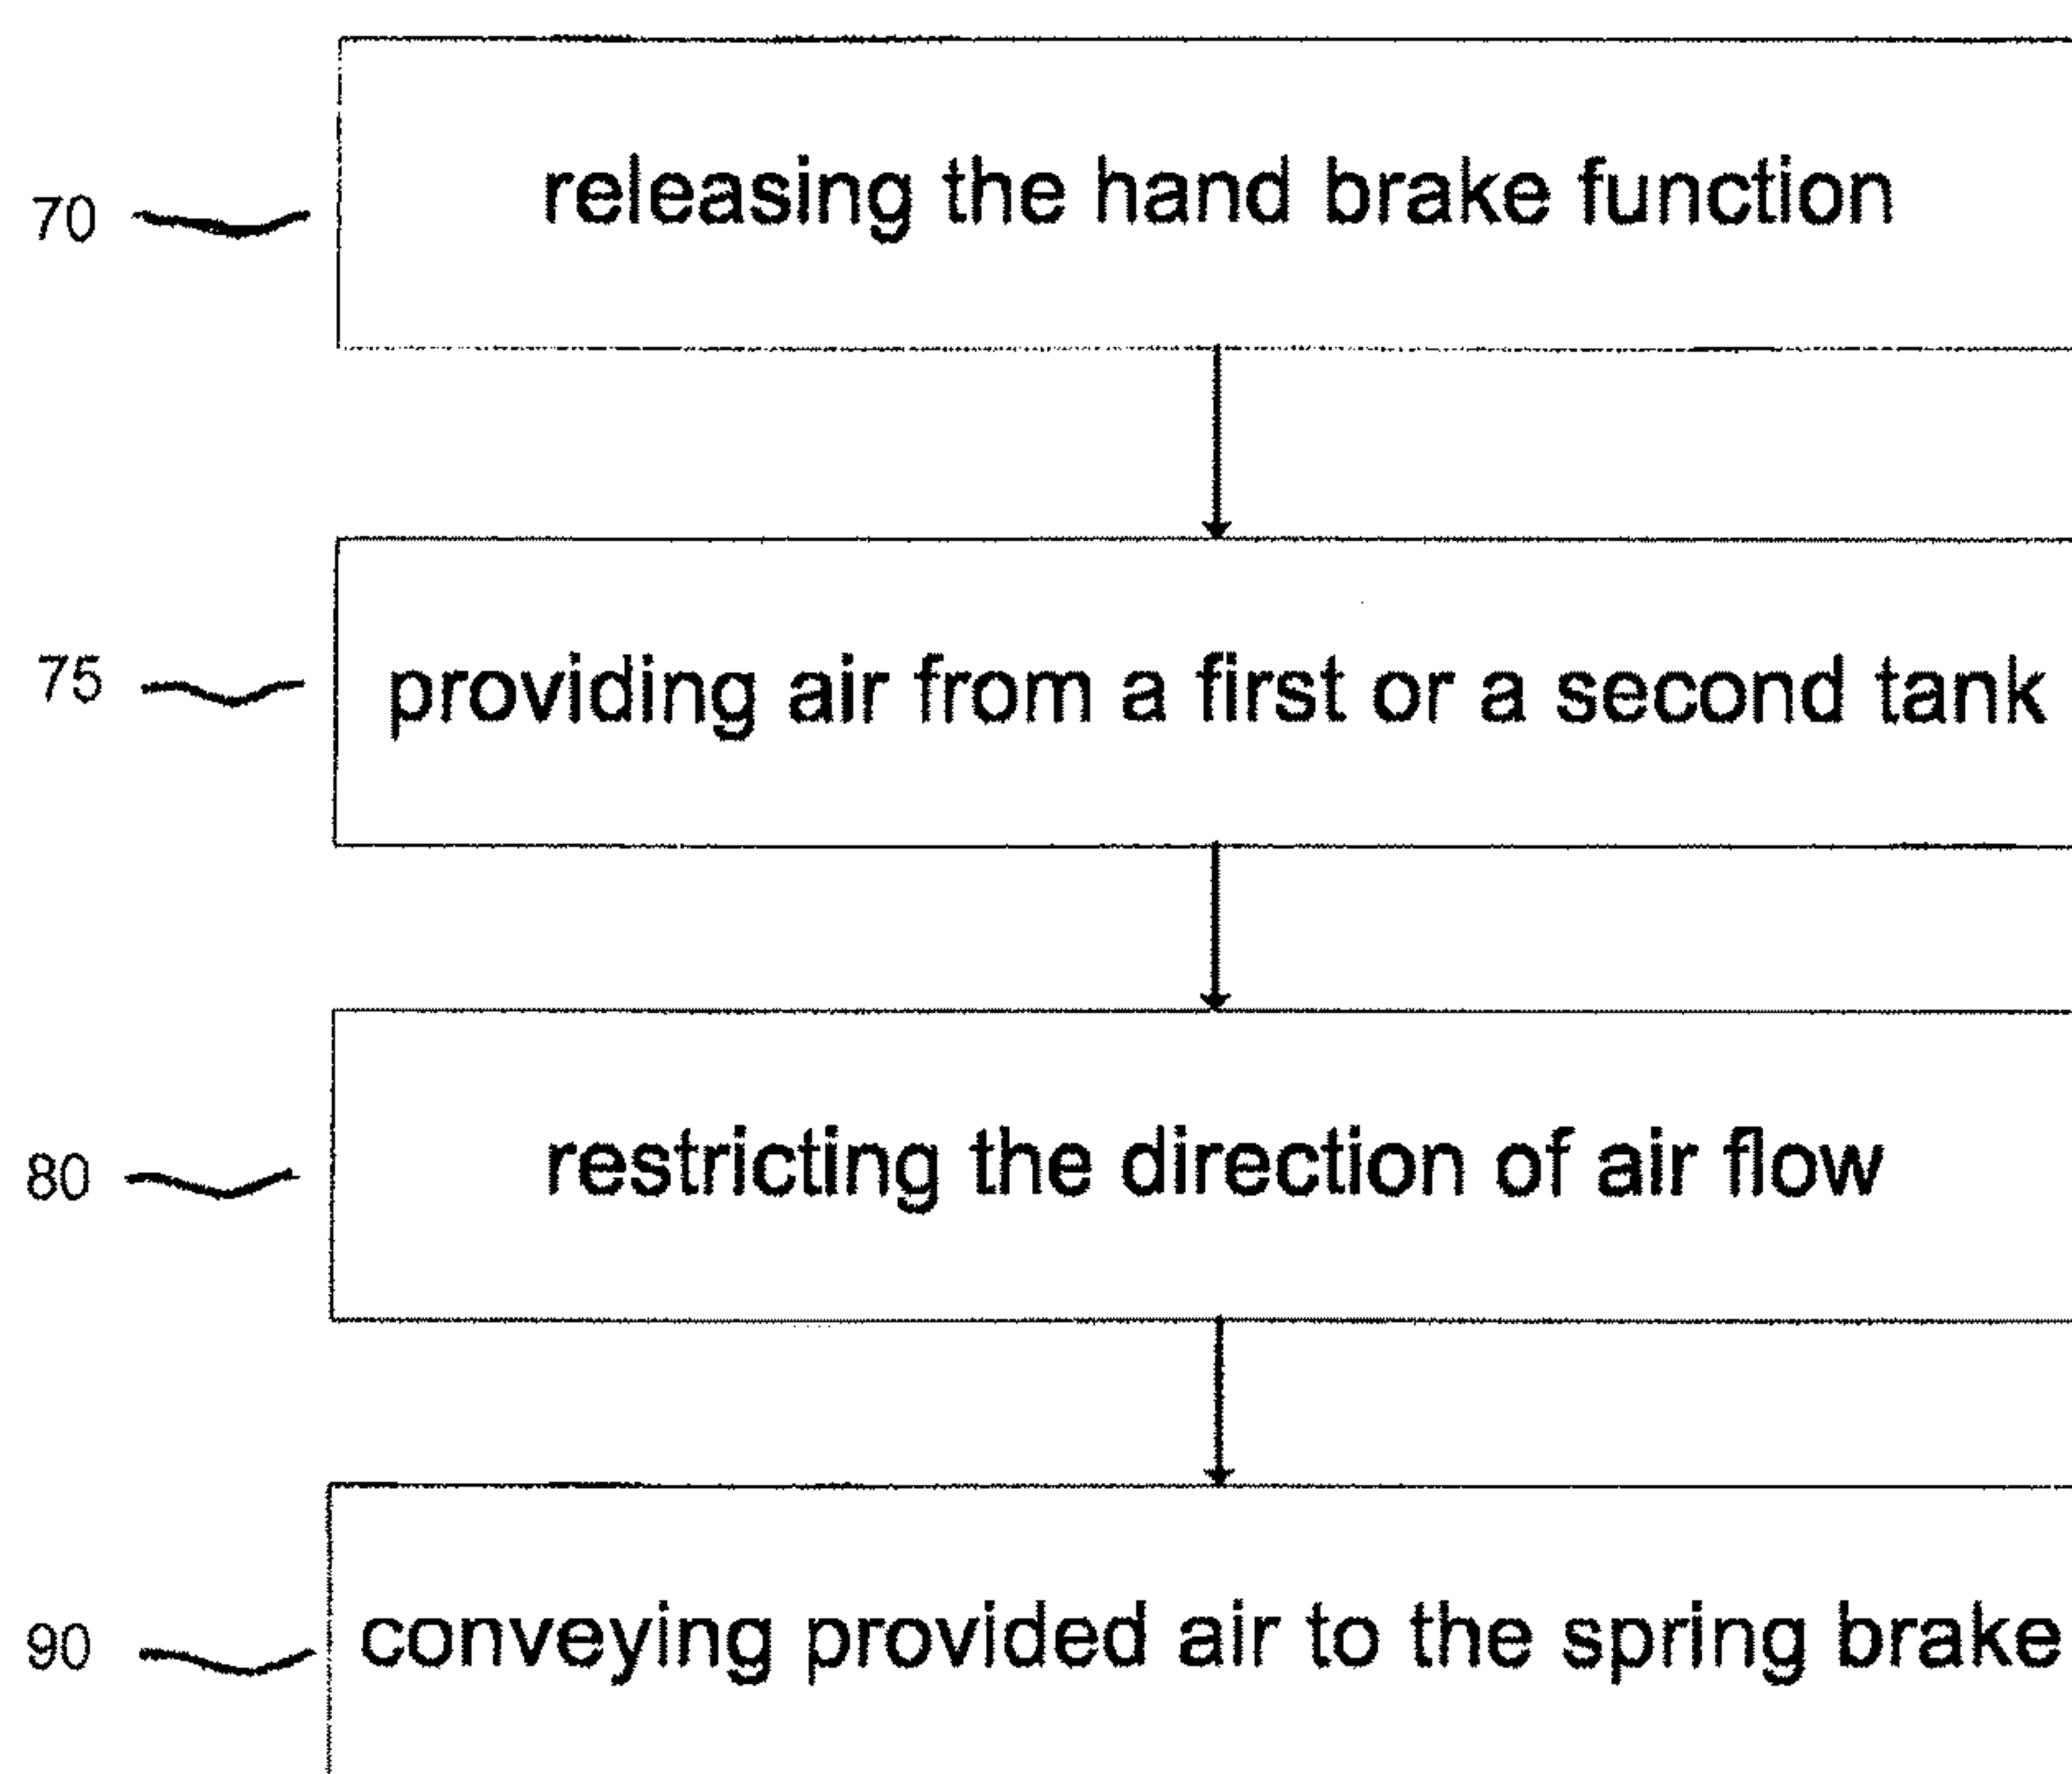 70
releasing the hand brake function
75
providing air from a first or a second tank
80
restricting the direction of air flow
90
conveying provided air to the spring brake